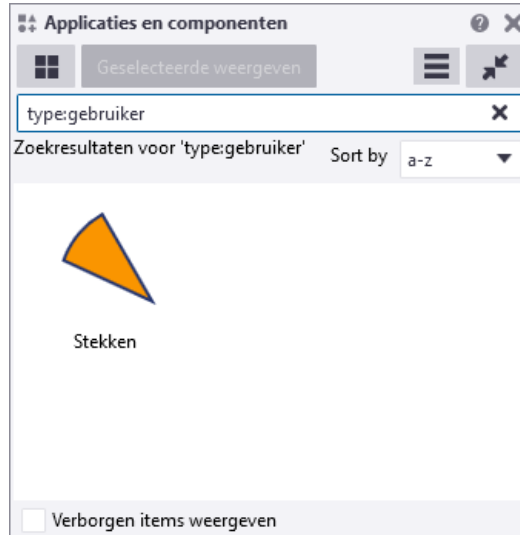 Applicaties en componenten
Geselecteerde weergeven
type:gebruiker
Zoekresultaten voor 'type:gebruiker' Sort by a-z
Stekken
Verborgen items weergeven